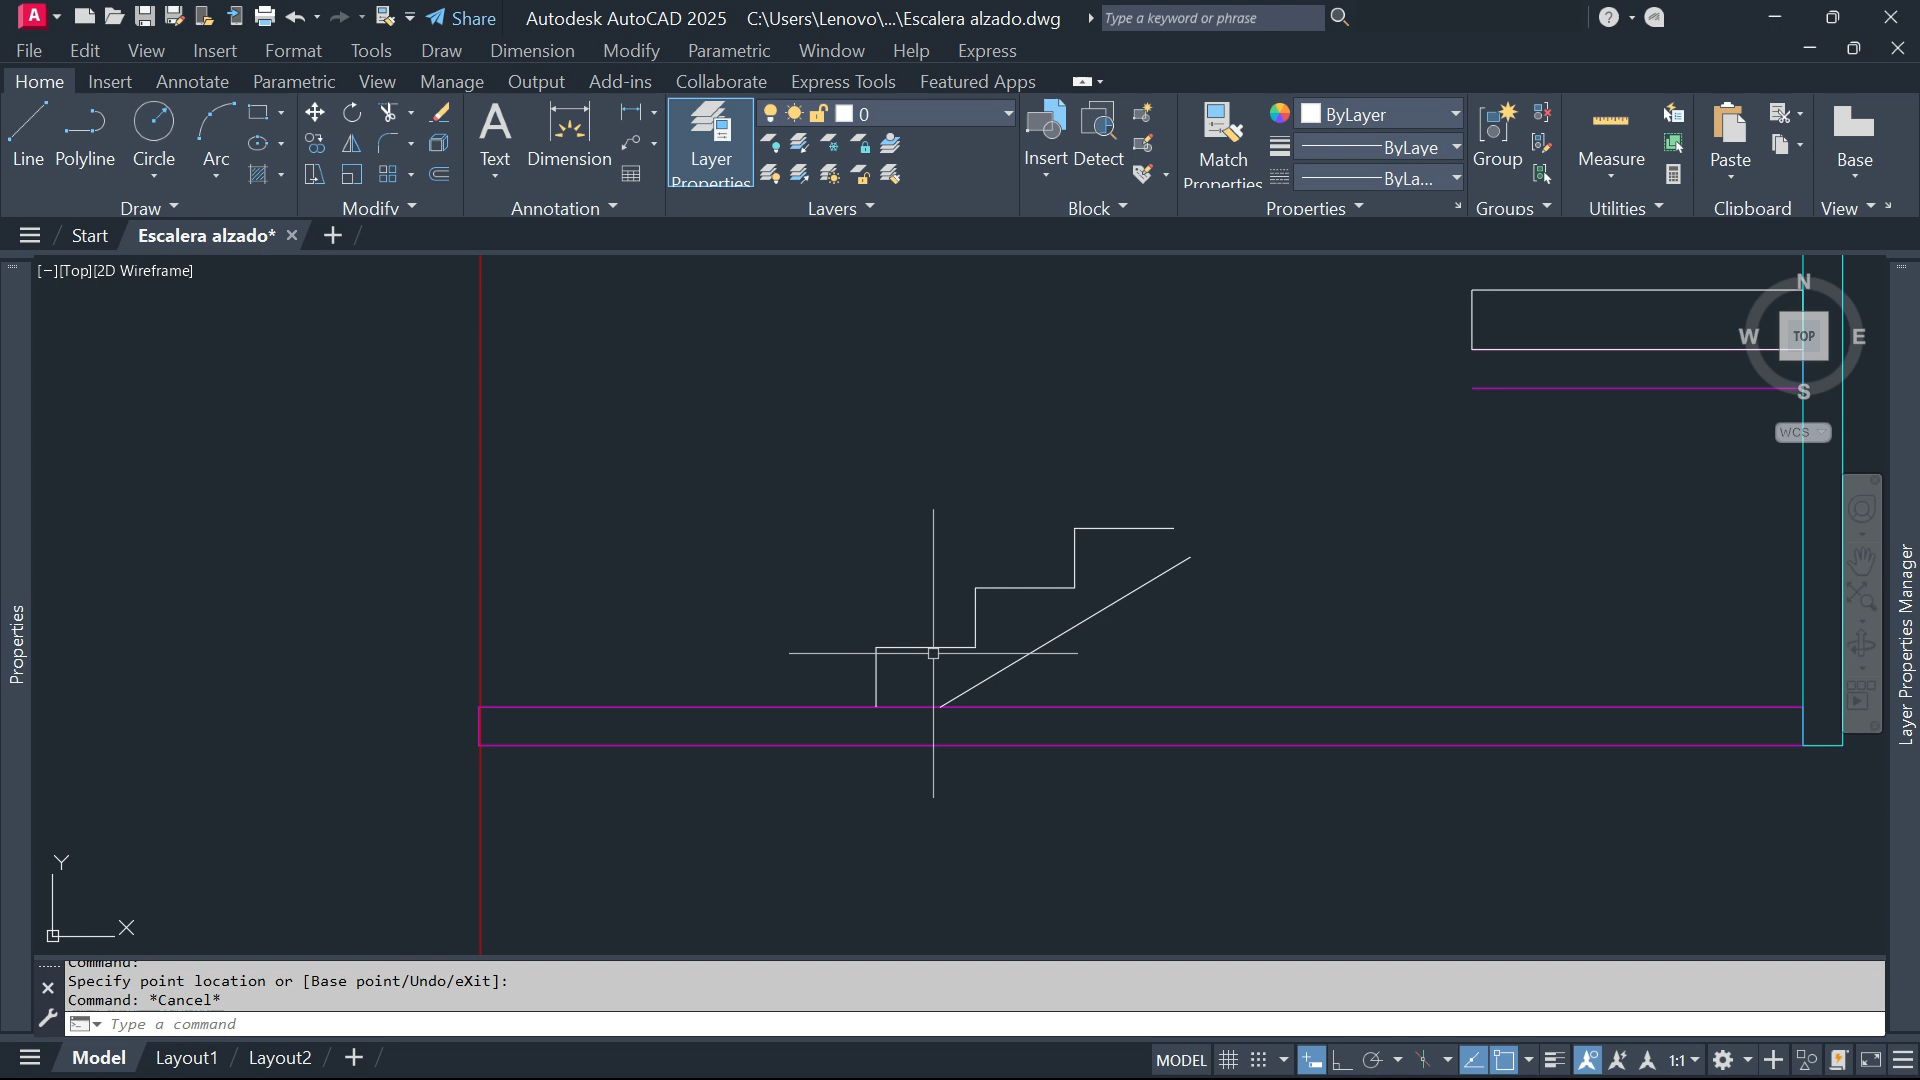 A Share Autodesk AutoCAD 2025 C:\Users\Lenovo\...\Escalera alzado.dwg Type a keyword or phrase
File Edit View Insert Format Tools Draw Dimension Modify Parametric Window Help Express
Home Insert Annotate Parametric View Manage Output Add-ins Collaborate Express Tools Featured Apps
0 ByLayer
Line Polyline Circle Arc Text Dimension Layer Properties Insert Detect Match Properties ByLaye ByLa... Group Measure Paste Base
Draw Modify Annotation Layers Block Properties Groups Utilities Clipboard View
Start Escalera alzado*
[−][Top][2D Wireframe]
N
W TOP E
S
WCS
Properties
Layer Properties Manager
Y
X
Command:
Specify point location or [Base point/Undo/eXit]:
Command: *Cancel*
Type a command
Model Layout1 Layout2 MODEL 1:1